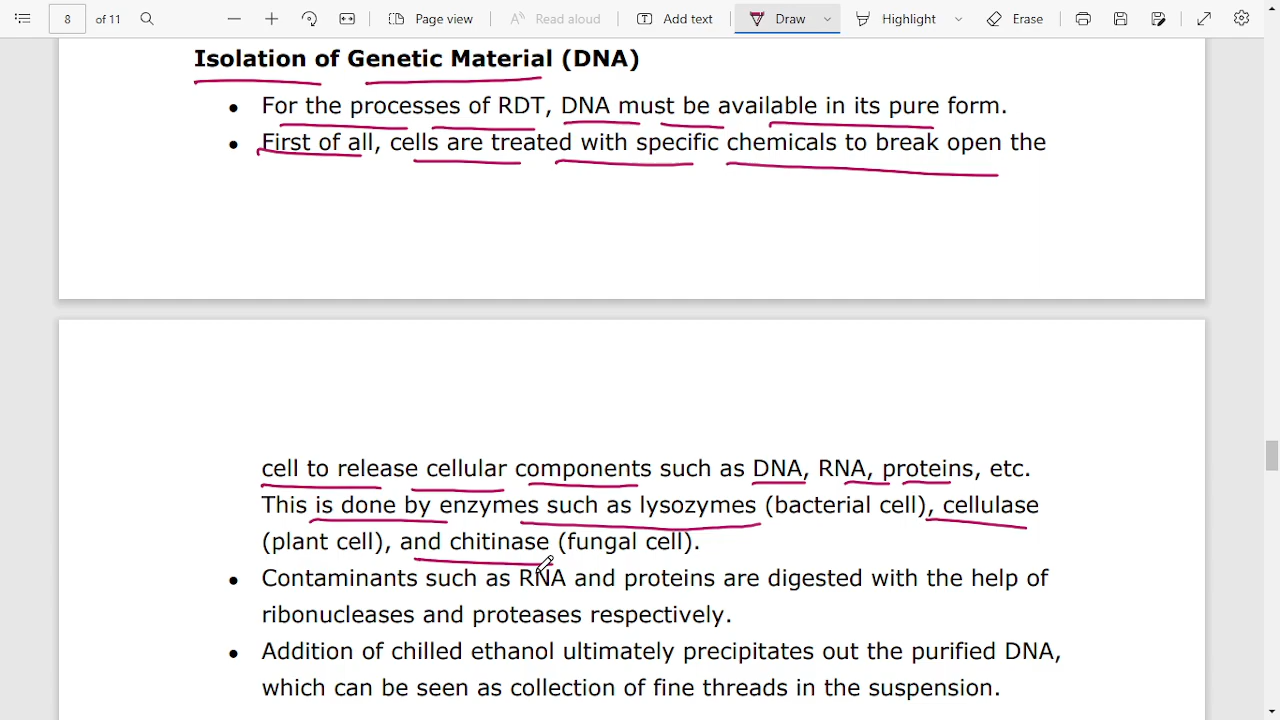 8 of 11 Page view Read aloud Add text Draw Highlight Erase
Isolation of Genetic Material (DNA)
• For the processes of RDT, DNA must be available in its pure form.
• First of all, cells are treated with specific chemicals to break open the
cell to release cellular components such as DNA, RNA, proteins, etc.
This is done by enzymes such as lysozymes (bacterial cell), cellulase
(plant cell), and chitinase (fungal cell).
• Contaminants such as RNA and proteins are digested with the help of
ribonucleases and proteases respectively.
• Addition of chilled ethanol ultimately precipitates out the purified DNA,
which can be seen as collection of fine threads in the suspension.